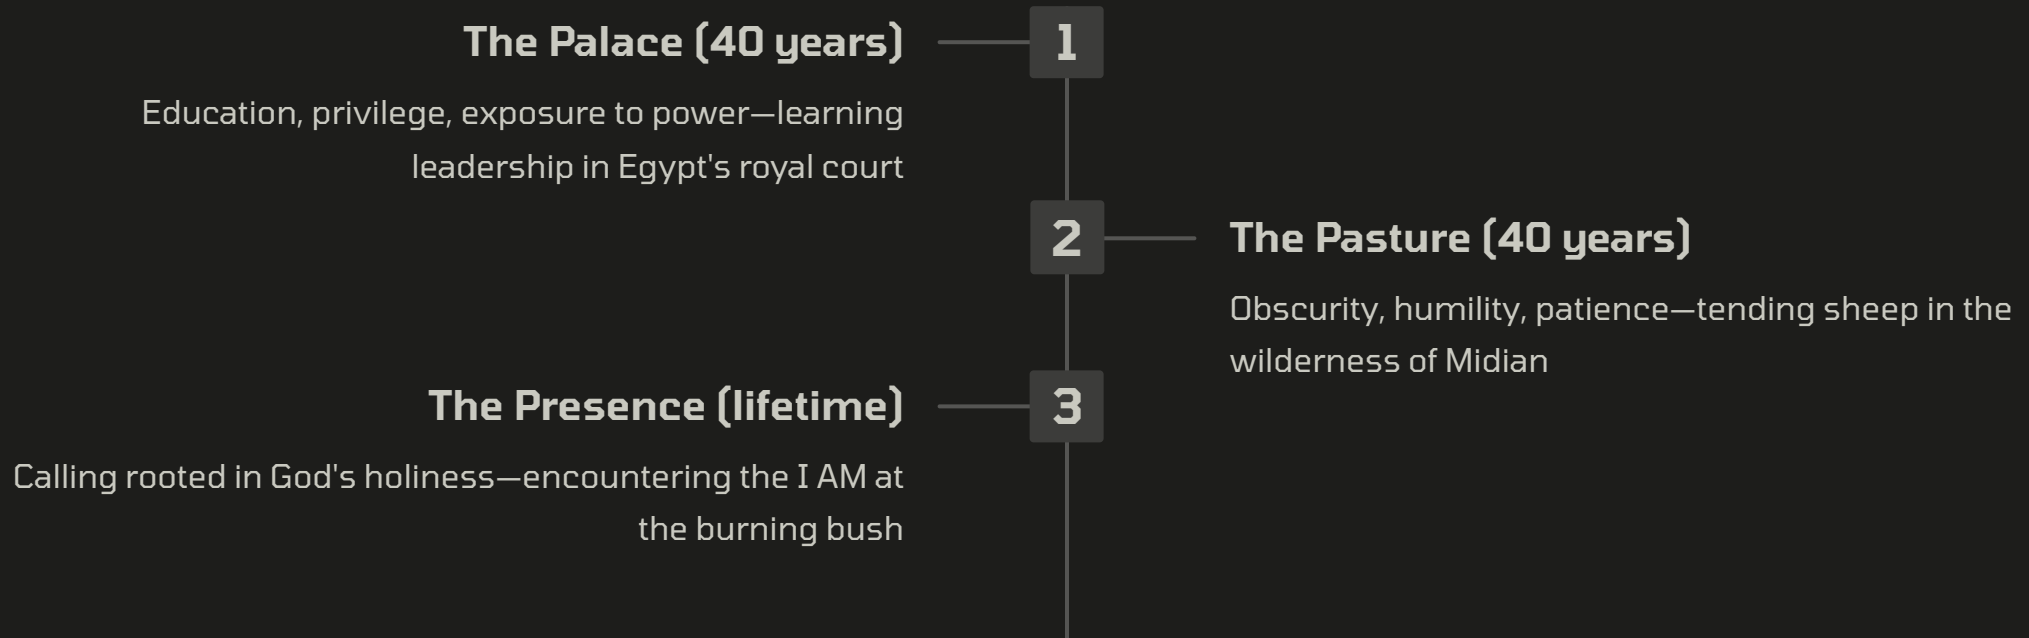 The Palace (40 years)
1
Education, privilege, exposure to power—learning
leadership in Egypt's royal court
2
The Pasture (40 years)
Obscurity, humility, patience—tending sheep in the
wilderness of Midian
The Presence (lifetime)
3
Calling rooted in God's holiness—encountering the I AM at
the burning bush